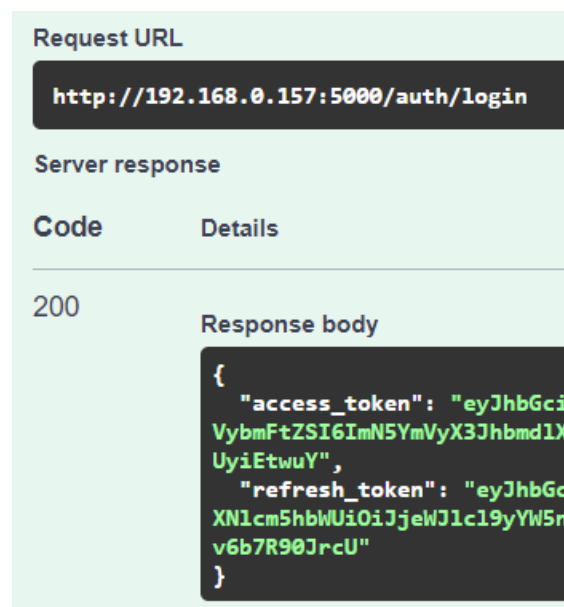 Request URL
http://192.168.0.157:5000/auth/login
Server response
Code Details
200
Response body
{
"access_token": "eyJhbGci
VybmFtZSI6ImN5YmVyX3Jhbmd1X
UyiEtwuY",
"refresh_token": "eyJhbGc
XNlcm5hbWUiOiJjeWJlcl9yYW5n
v6b7R90JrcU"
}